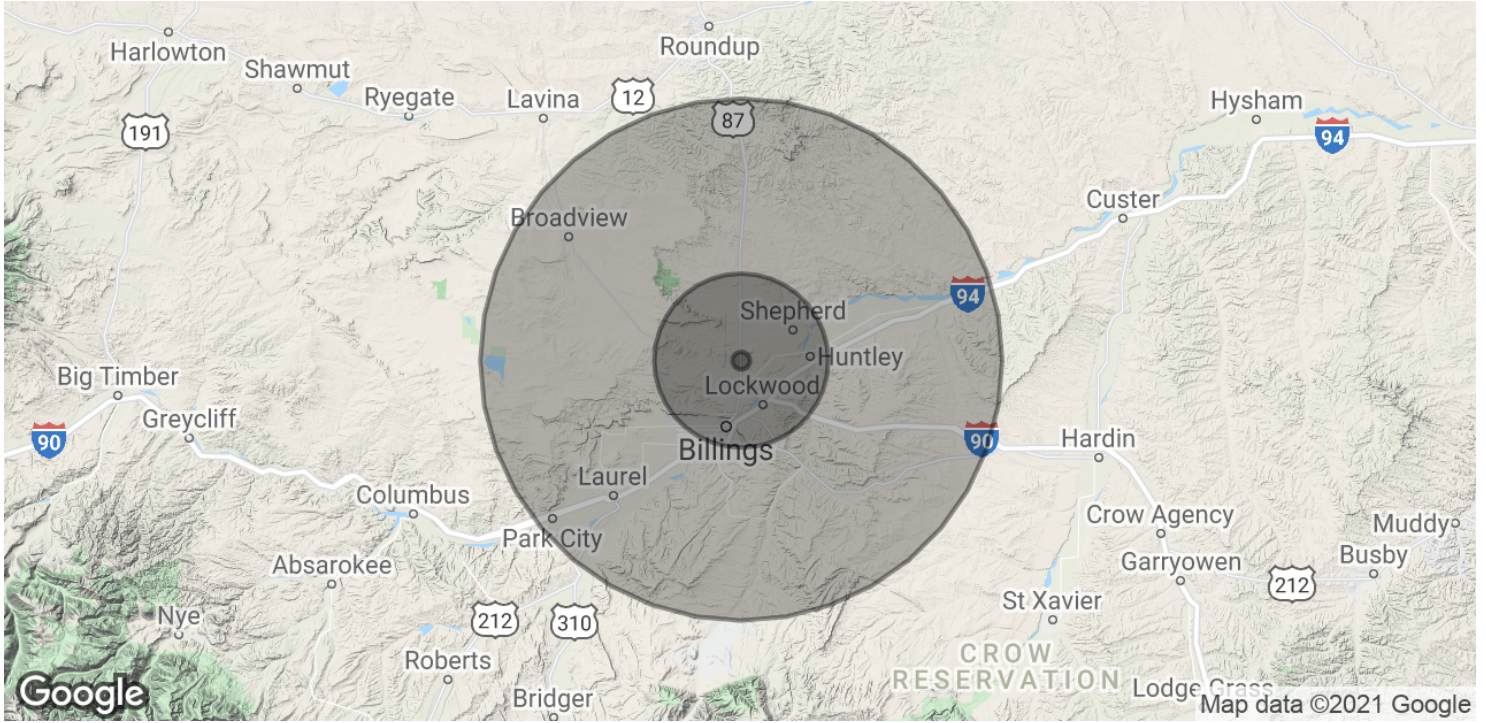 Harlowton
Roundup
Shawmut
Ryegate
Lavina
12
87
Hysham
191
94
Custer
Broadview
94
Shepherd
Huntley
Big Timber
Lockwood
Greycliff
90
90
Hardin
Billings
Laurel
Columbus
Park City
Crow Agency
Muddy
Absarokee
Garryowen
Busby
212
Nye
212
310
St Xavier
Roberts
CROW
RESERVATION
Bridger
Lodge Grass
Google
Map data ©2021 Google